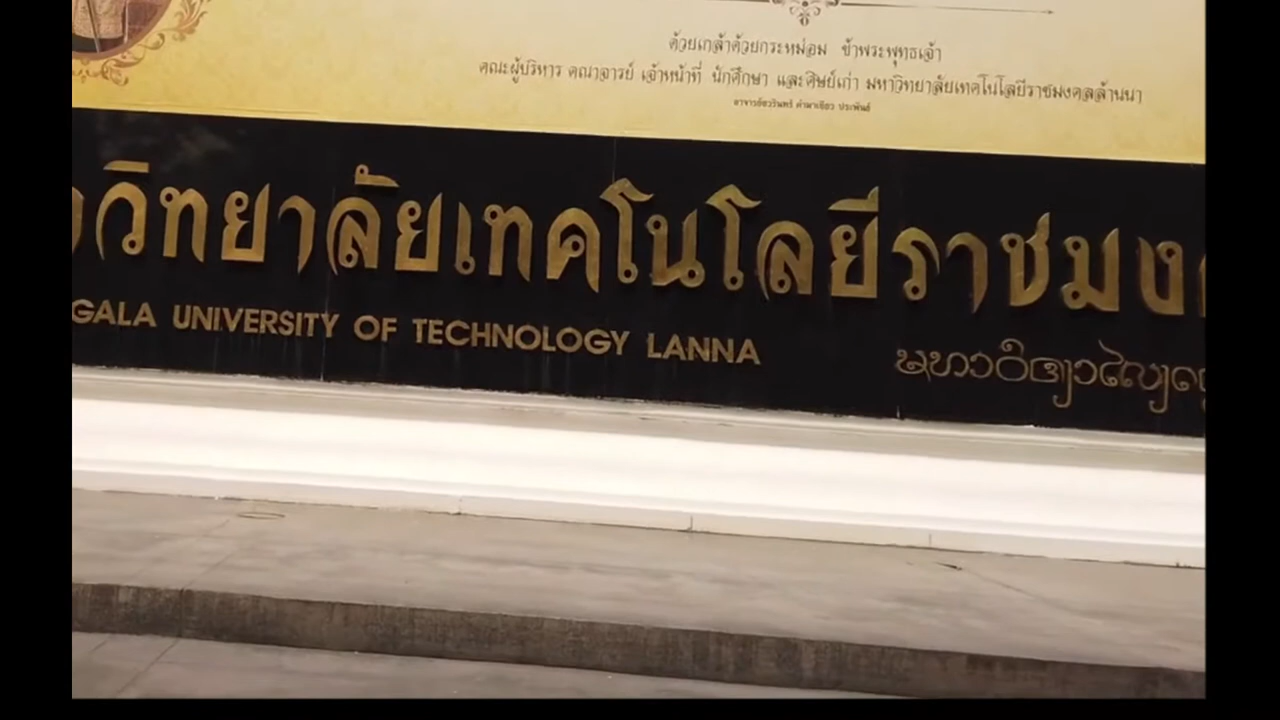 ด้วยเกล้าด้วยกระหม่อม ข้าพระพุทธเจ้า
คณะผู้บริหาร คณาจารย์ เจ้าหน้าที่ นักศึกษา และศิษย์เก่า มหาวิทยาลัยเทคโนโลยีราชมงคลล้านนา
ประพันธ์
วิทยาลัยเทคโนโลยีราชมง
GALA UNIVERSITY OF TECHNOLOGY LANNA